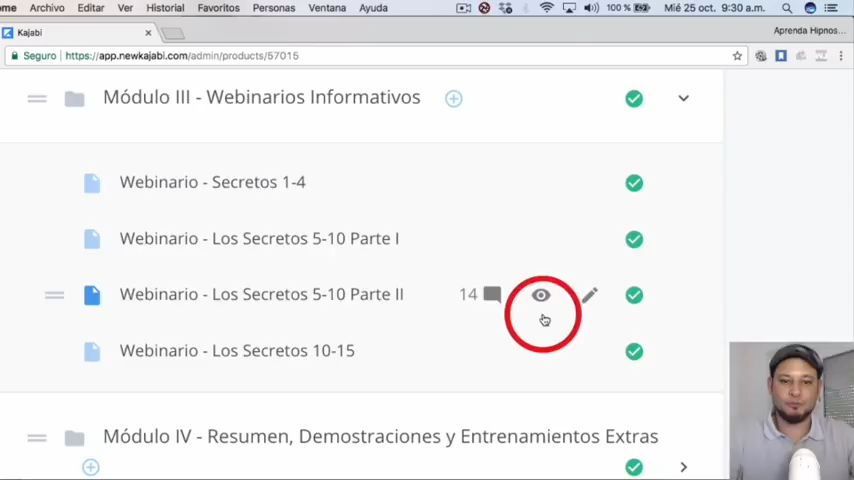 ome Archivo Editar Ver Historial Favoritos Personas Ventana Ayuda 100 % Mié 25 oct. 9:30 a.m.
Kajabi Aprenda Hipnos...
Seguro https://app.newkajabi.com/admin/products/57015
Módulo III - Webinarios Informativos
Webinario - Secretos 1-4
Webinario - Los Secretos 5-10 Parte I
Webinario - Los Secretos 5-10 Parte II 14
Webinario - Los Secretos 10-15
Módulo IV - Resumen, Demostraciones y Entrenamientos Extras